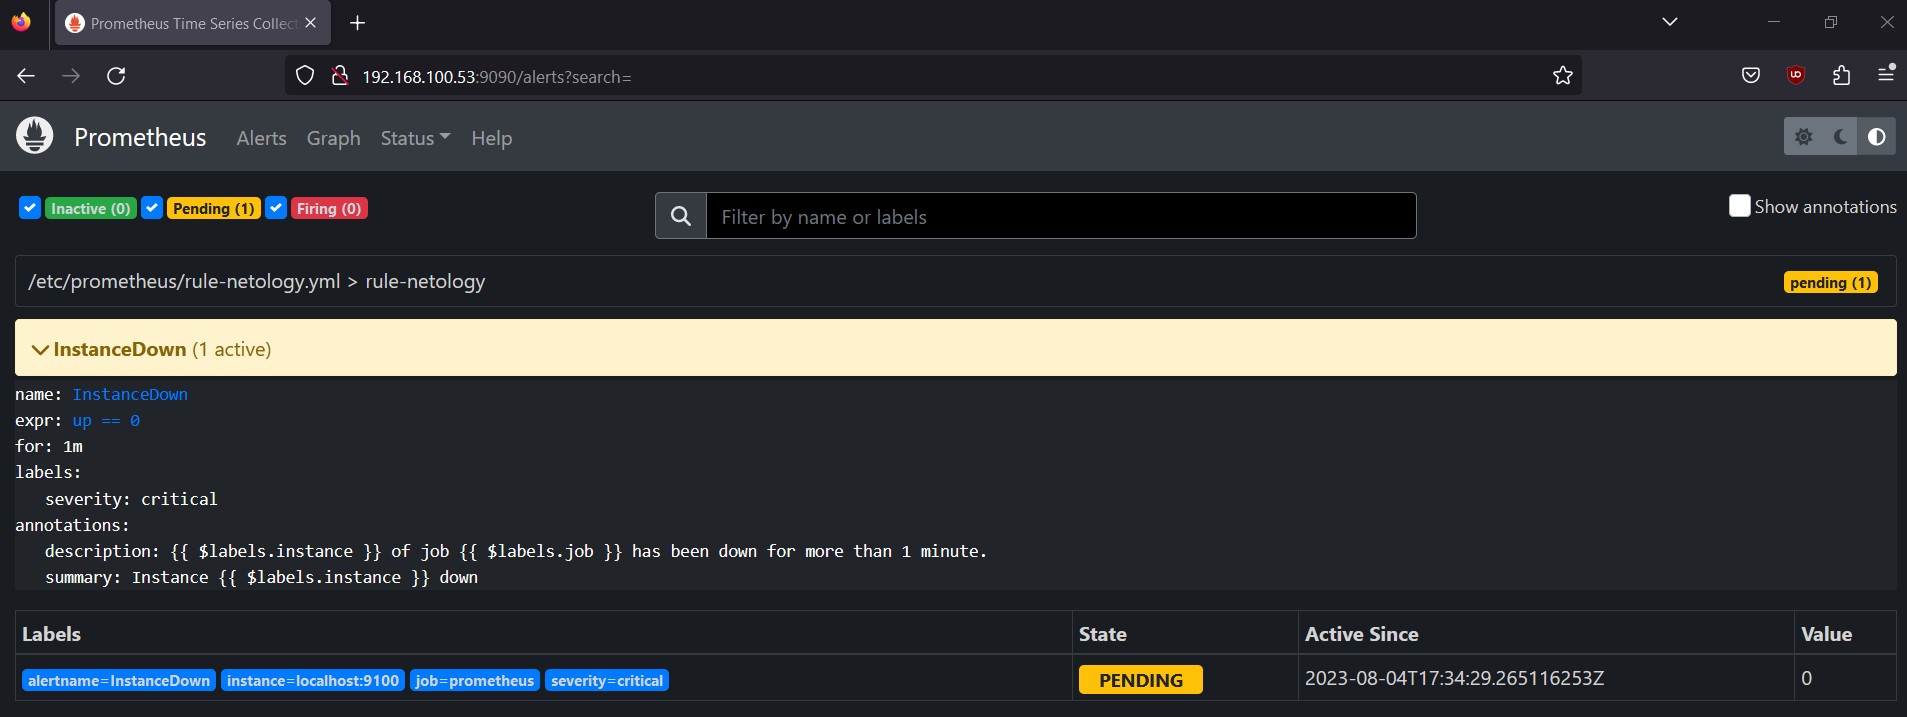 Prometheus Time Series Collect
192.168.100.53:9090/alerts?search=
Prometheus Alerts Graph Status Help
Inactive (0) Pending (1) Firing (0) Filter by name or labels Show annotations
/etc/prometheus/rule-netology.yml > rule-netology pending (1)
InstanceDown (1 active)
name: InstanceDown
expr: up == 0
for: 1m
labels:
severity: critical
annotations:
description: {{ $labels.instance }} of job {{ $labels.job }} has been down for more than 1 minute.
summary: Instance {{ $labels.instance }} down
Labels State Active Since Value
alertname=InstanceDown instance=localhost:9100 job=prometheus severity=critical PENDING 2023-08-04T17:34:29.265116253Z 0